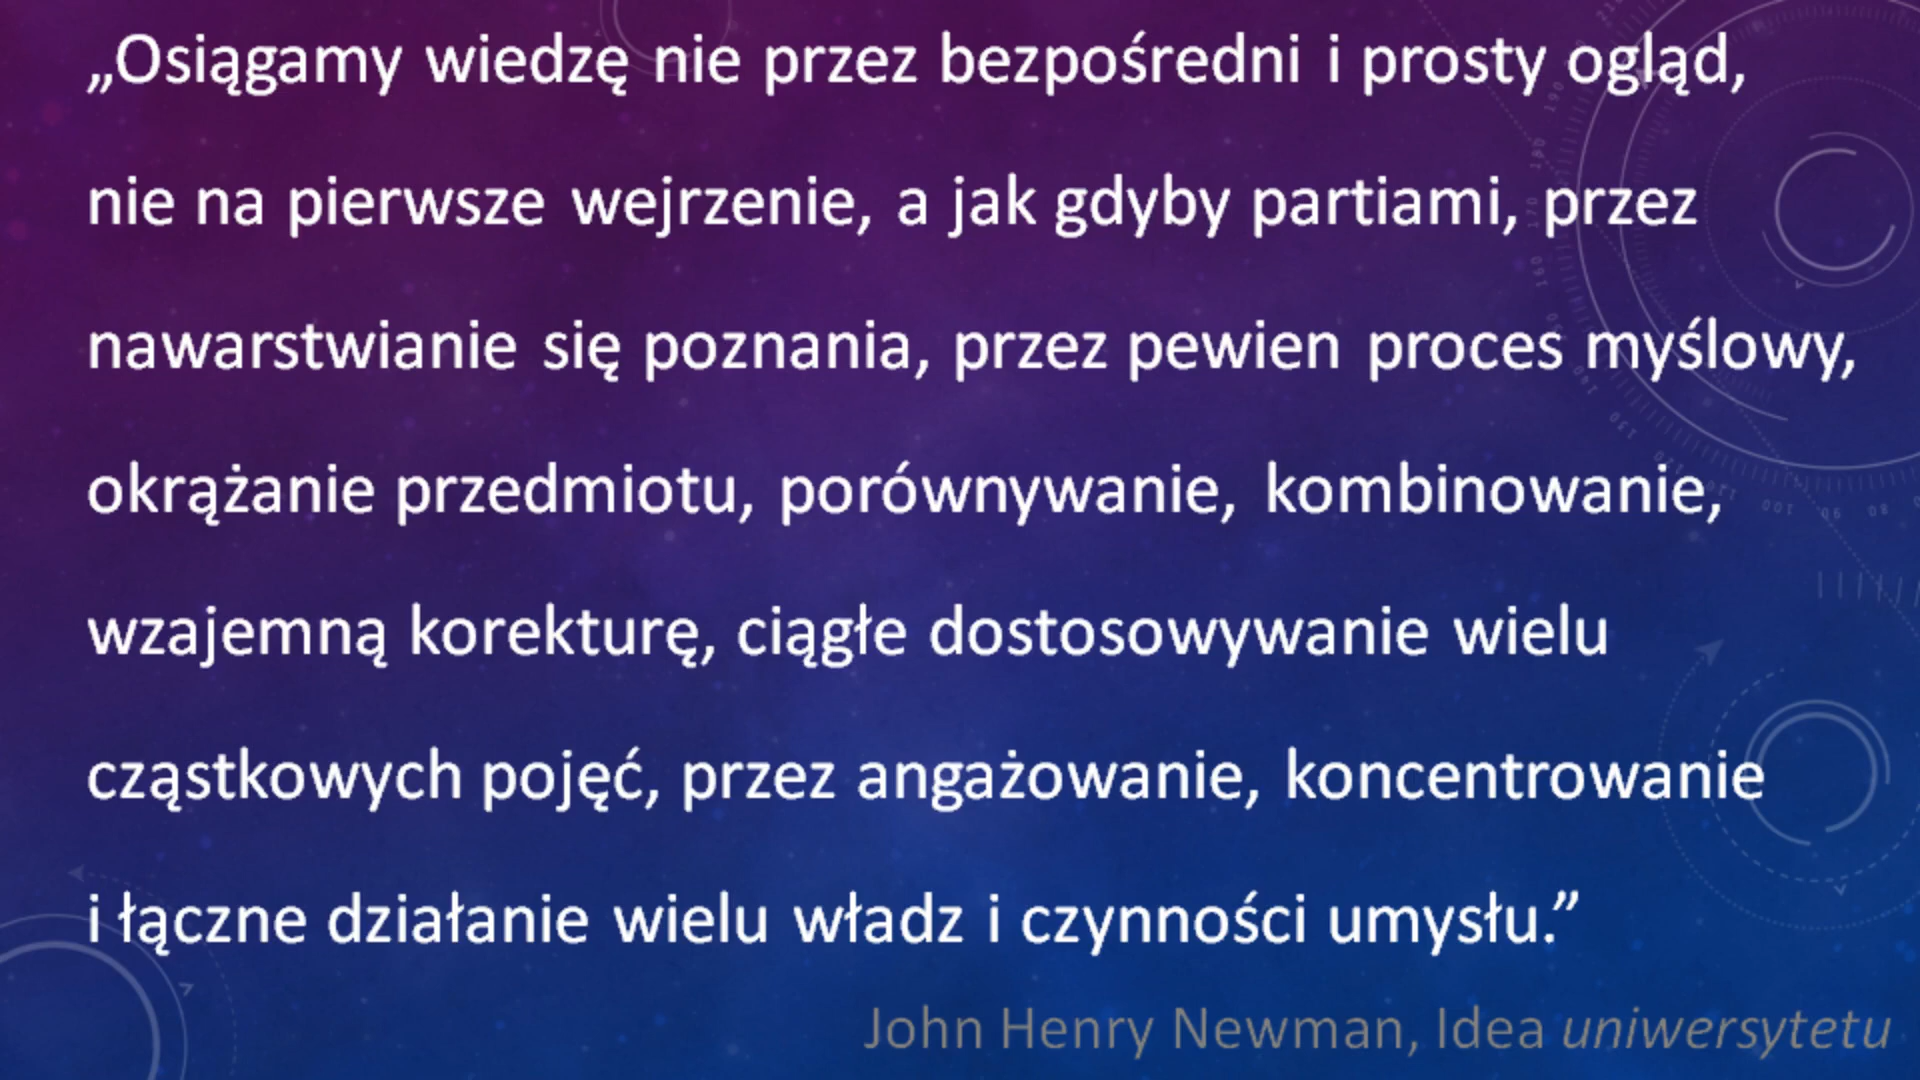 „Osiągamy wiedzę nie przez bezpośredni i prosty ogląd,
nie na pierwsze wejrzenie, a jak gdyby partiami, przez
nawarstwianie się poznania, przez pewien proces myślowy,
okrążanie przedmiotu, porównywanie, kombinowanie,
wzajemną korekturę, ciągłe dostosowywanie wielu
cząstkowych pojęć, przez angażowanie, koncentrowanie
i łączne działanie wielu władz i czynności umysłu.”
John Henry Newman, Idea uniwersytetu